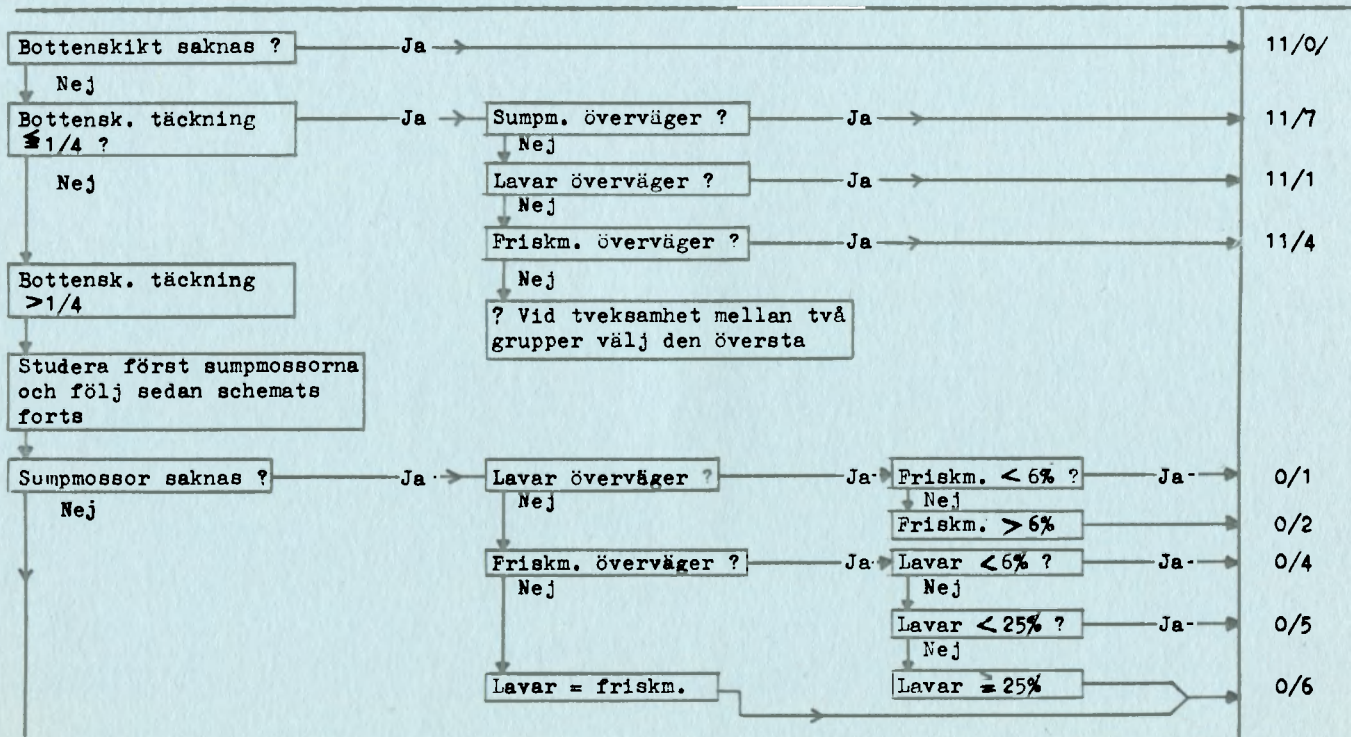 Bottenskikt saknas ? Ja 11/0/
Nej
Bottensk. täckning
≦1/4 ? Ja Sumpm. överväger ? Ja 11/7
Nej
Nej
Lavar överväger ? Ja 11/1
Nej
Friskm. överväger ? Ja 11/4
Nej
Bottensk. täckning
>1/4
? Vid tveksamhet mellan två
grupper välj den översta
Studera först sumpmossorna
och följ sedan schemats
forts
Sumpmossor saknas ? Ja Lavar överväger ? Ja Friskm. < 6% ? Ja 0/1
Nej
Nej
Nej
Friskm. > 6% 0/2
Friskm. överväger ? Ja Lavar <6% ? Ja 0/4
Nej
Nej
Lavar < 25% ? Ja 0/5
Nej
Lavar = friskm. Lavar ≥ 25% 0/6